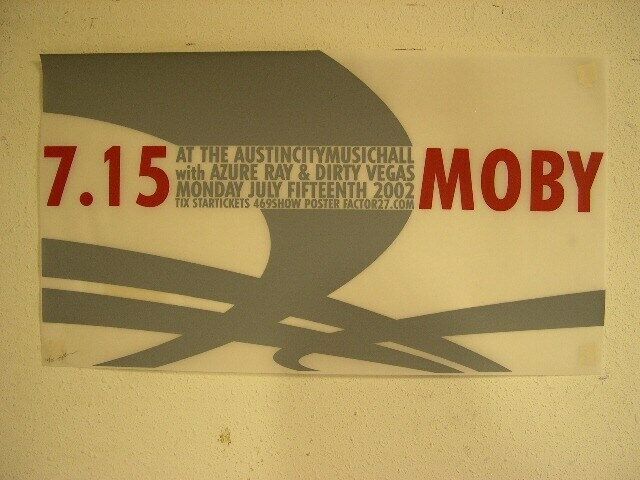 7.15
AT THE AUSTINCITYMUSICHALL
with AZURE RAY & DIRTY VEGAS
MONDAY JULY FIFTEENTH 2002
TIX STARTICKETS 469SHOW POSTER FACTOR27.COM
MOBY